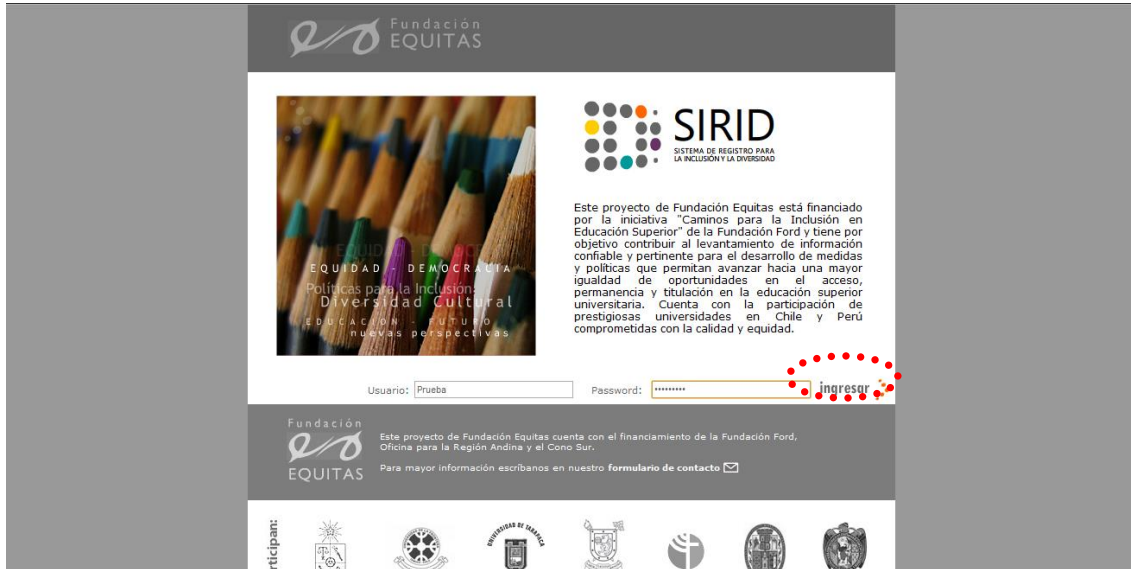 Fundación
EQUITAS
SIRID
SISTEMA DE REGISTRO PARA
LA INCLUSIÓN Y LA DIVERSIDAD
EQUIDAD DEMOCRACIA
EQUIDAD - DEMOCRACIA
Políticas para la Inclusión:
Diversidad Cultural
EDUCACIÓN - FUTURO
nuevas perspectivas
Este proyecto de Fundación Equitas está financiado
por la iniciativa "Caminos para la Inclusión en
Educación Superior" de la Fundación Ford y tiene por
objetivo contribuir al levantamiento de información
confiable y pertinente para el desarrollo de medidas
y políticas que permitan avanzar hacia una mayor
igualdad de oportunidades en el acceso,
permanencia y titulación en la educación superior
universitaria. Cuenta con la participación de
prestigiosas universidades en Chile y Perú
comprometidas con la calidad y equidad.
Usuario: Prueba Password: ••••••••• ingresar
Fundación
EQUITAS
Este proyecto de Fundación Equitas cuenta con el financiamiento de la Fundación Ford,
Oficina para la Región Andina y el Cono Sur.
Para mayor información escríbanos en nuestro formulario de contacto
rticipan:
UNIVERSIDAD DE TARAPACA